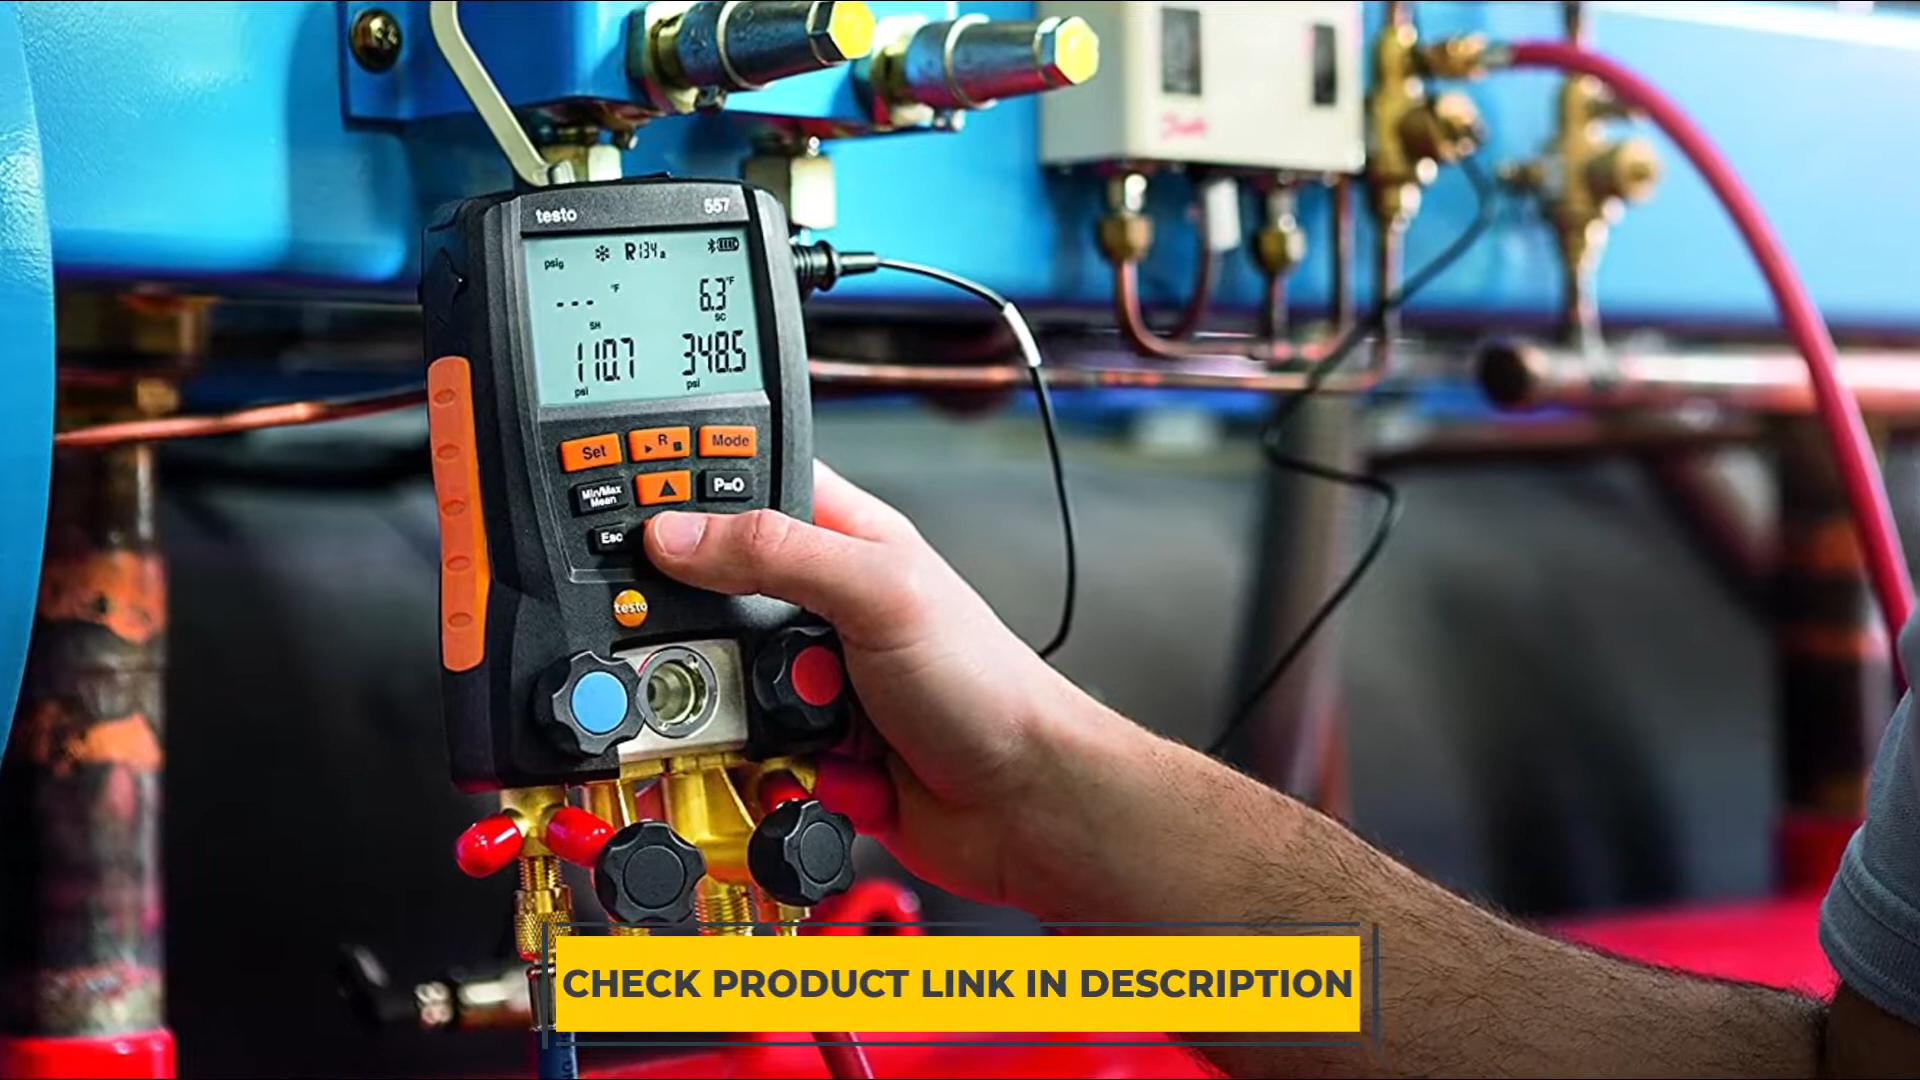 testo 557
psig R134a
--- °F 6.3 °F
SH SC
110.7 348.5
psi psi
Set R Mode
Min/Max
Mean
P=0
Esc
testo
Danfoss
CHECK PRODUCT LINK IN DESCRIPTION